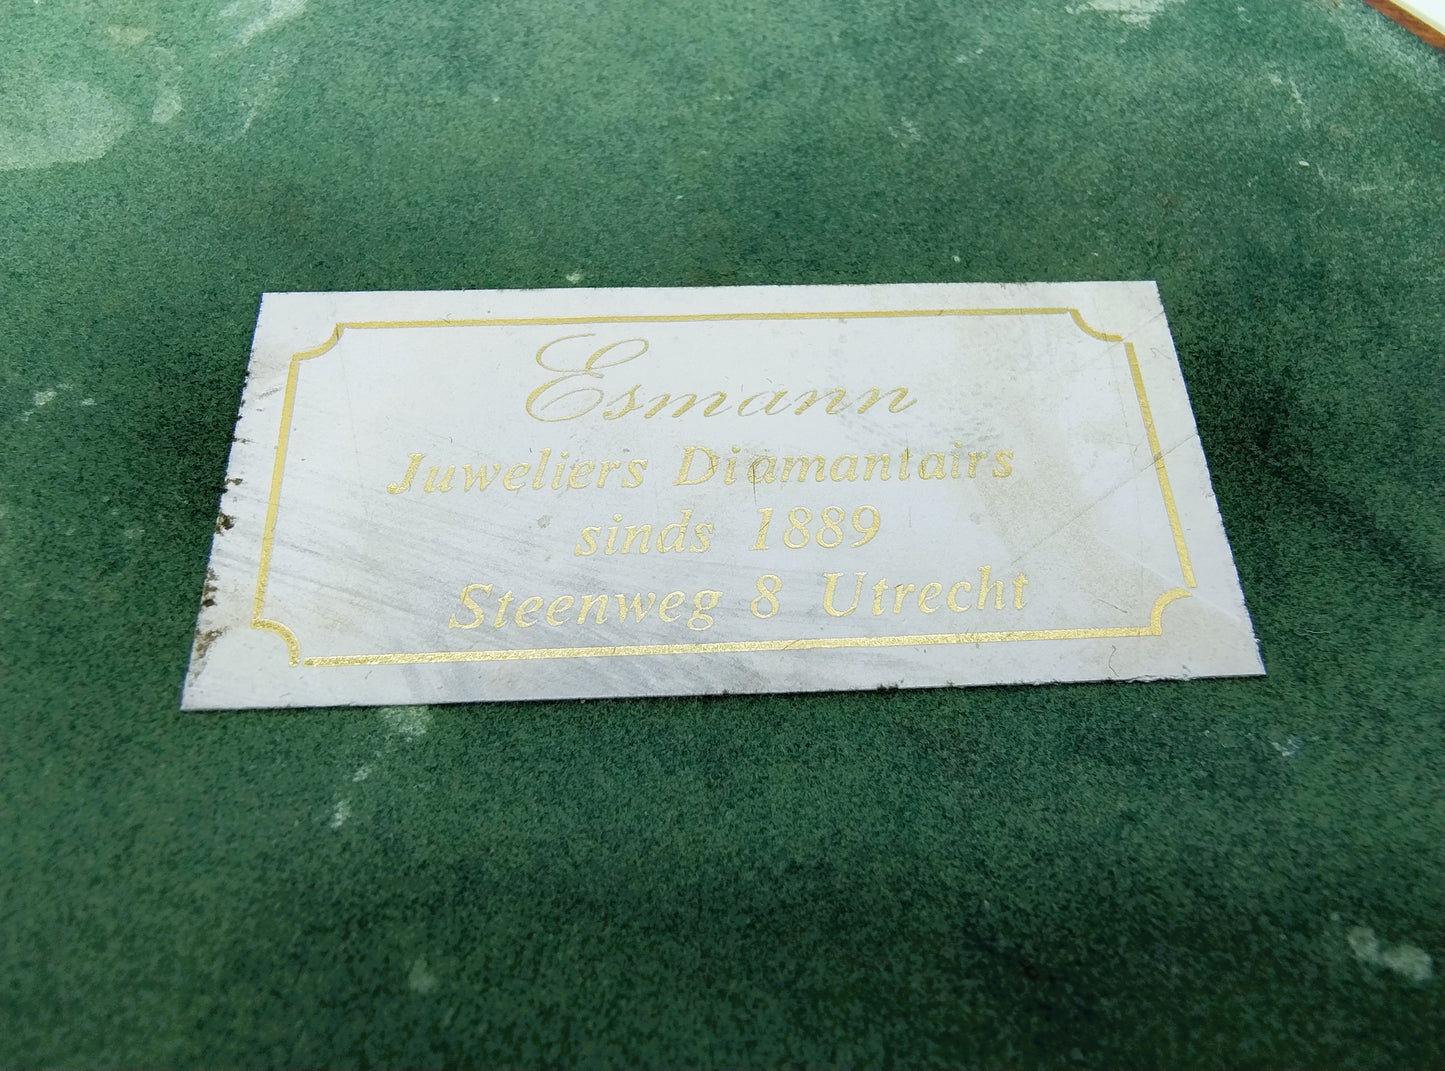 Esmann
Juweliers Diamantairs
sinds 1889
Steenweg 8 Utrecht